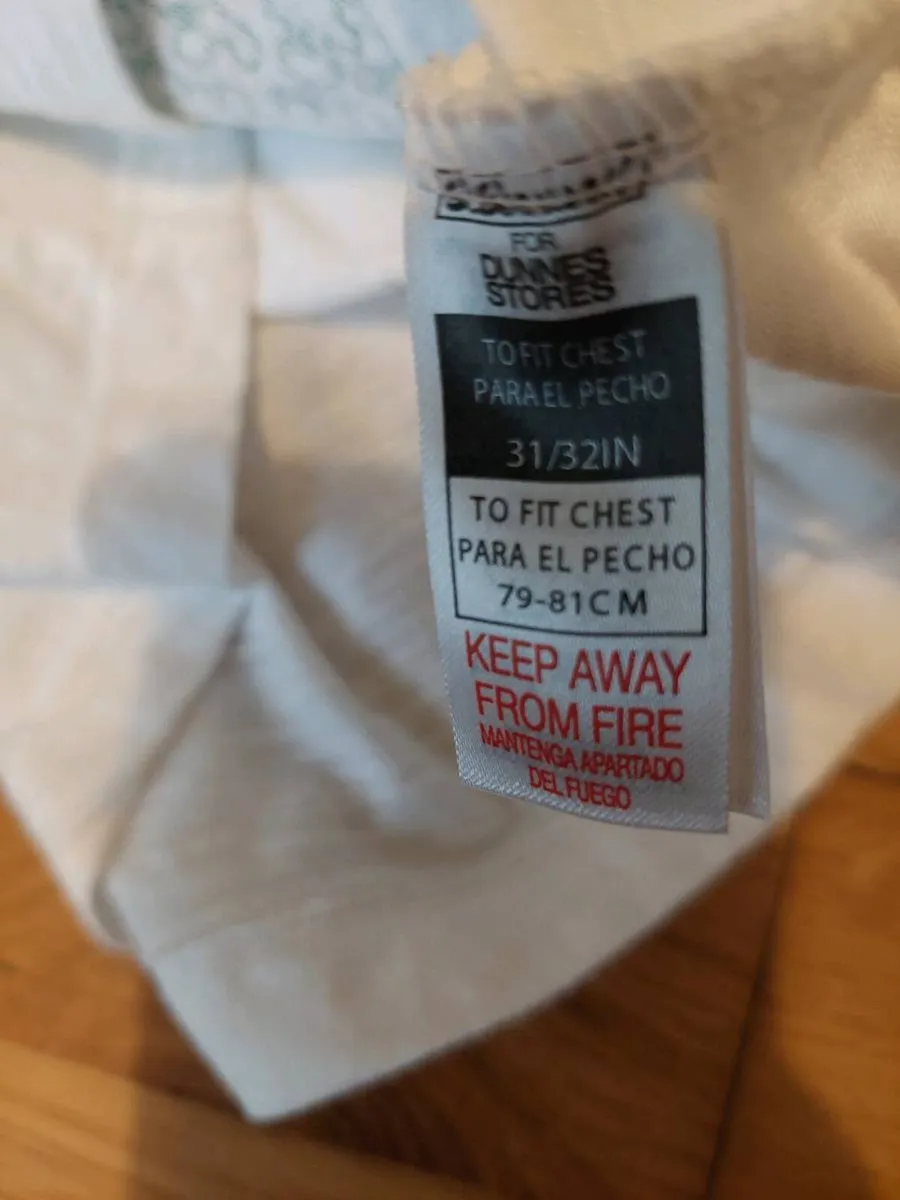 FOR
DUNNES
STORES
TO FIT CHEST
PARA EL PECHO
31/32IN
TO FIT CHEST
PARA EL PECHO
79-81CM
KEEP AWAY
FROM FIRE
MANTENGA APARTADO
DEL FUEGO